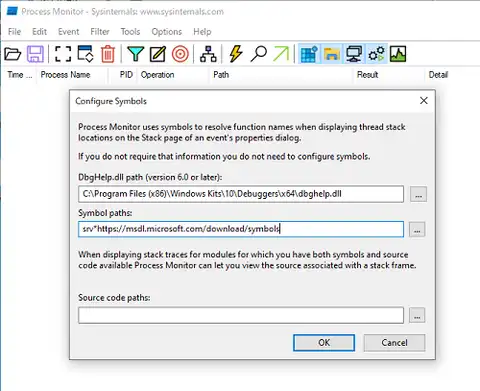 Process Monitor - Sysinternals: www.sysinternals.com
File Edit Event Filter Tools Options Help
Time ... Process Name PID Operation Path Result Detail
Configure Symbols
Process Monitor uses symbols to resolve function names when displaying thread stack
locations on the Stack page of an event's properties dialog.
If you do not require that information you do not need to configure symbols.
DbgHelp.dll path (version 6.0 or later):
C:\Program Files (x86)\Windows Kits\10\Debuggers\x64\dbghelp.dll
...
Symbol paths:
srv*https://msdl.microsoft.com/download/symbols
...
When displaying stack traces for modules for which you have both symbols and source
code available Process Monitor can let you view the source associated with a stack frame.
Source code paths:
...
OK Cancel